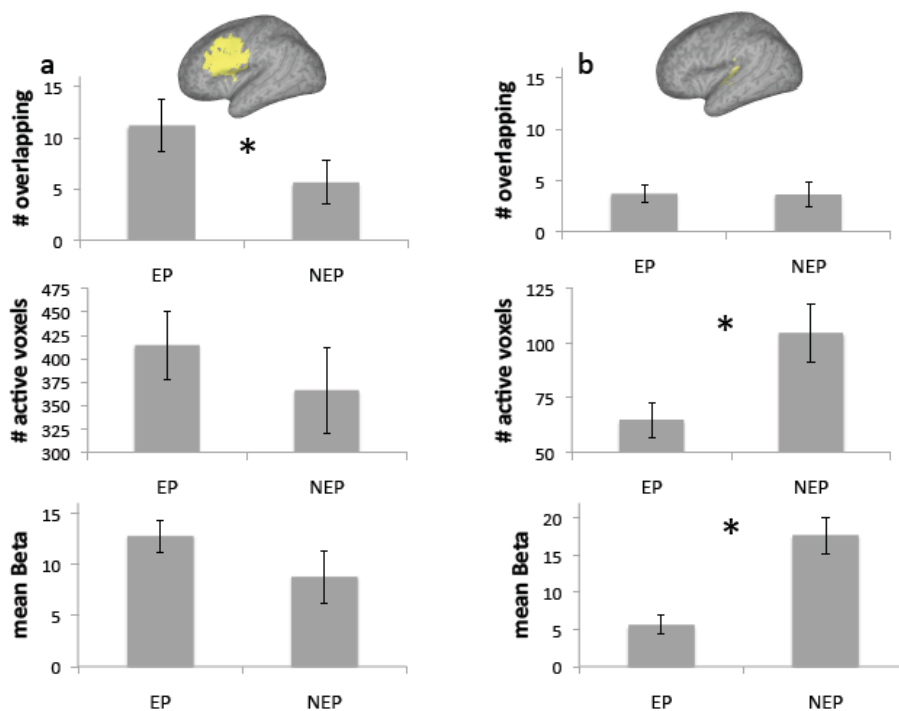 a
# overlapping
15
10
5
0
*
EP NEP
# active voxels
475
450
425
400
375
350
325
300
EP NEP
mean Beta
15
10
5
0
EP NEP
b
# overlapping
15
10
5
0
EP NEP
# active voxels
125
100
75
50
*
EP NEP
mean Beta
20
15
10
5
0
*
EP NEP